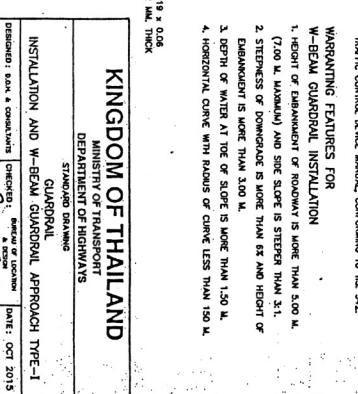 WARRANTING FEATURES FOR
W-BEAM GUARDRAIL INSTALLATION
1. HEIGHT OF EMBANKMENT OF ROADWAY IS MORE THAN 5.00 M.
(7.00 M. MAXIMUM) AND SIDE SLOPE IS STEEPER THAN 3:1.
2. STEEPNESS OF DOWNGRADE IS MORE THAN 6% AND HEIGHT OF
EMBANKMENT IS MORE THAN 3.00 M.
3. DEPTH OF WATER AT TOE OF SLOPE IS MORE THAN 1.50 M.
4. HORIZONTAL CURVE WITH RADIUS OF CURVE LESS THAN 150 M.
19 x 0.06
MM. THICK
KINGDOM OF THAILAND
MINISTRY OF TRANSPORT
DEPARTMENT OF HIGHWAYS
STANDARD DRAWING
GUARDRAIL
INSTALLATION AND W-BEAM GUARDRAIL APPROACH TYPE-I
DESIGNED: D.O.H. & CONSULTANTS
CHECKED: BUREAU OF LOCATION & DESIGN
DATE: OCT 2015